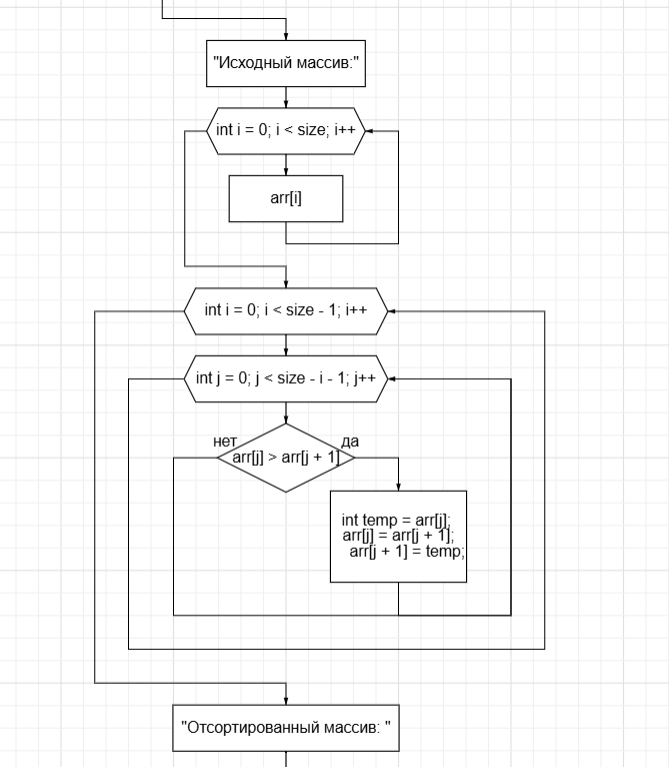 "Исходный массив:"
int i = 0; i < size; i++
arr[i]
int i = 0; i < size - 1; i++
int j = 0; j < size - i - 1; j++
нет
да
arr[j] > arr[j + 1]
int temp = arr[j];
arr[j] = arr[j + 1];
arr[j + 1] = temp;
"Отсортированный массив: "